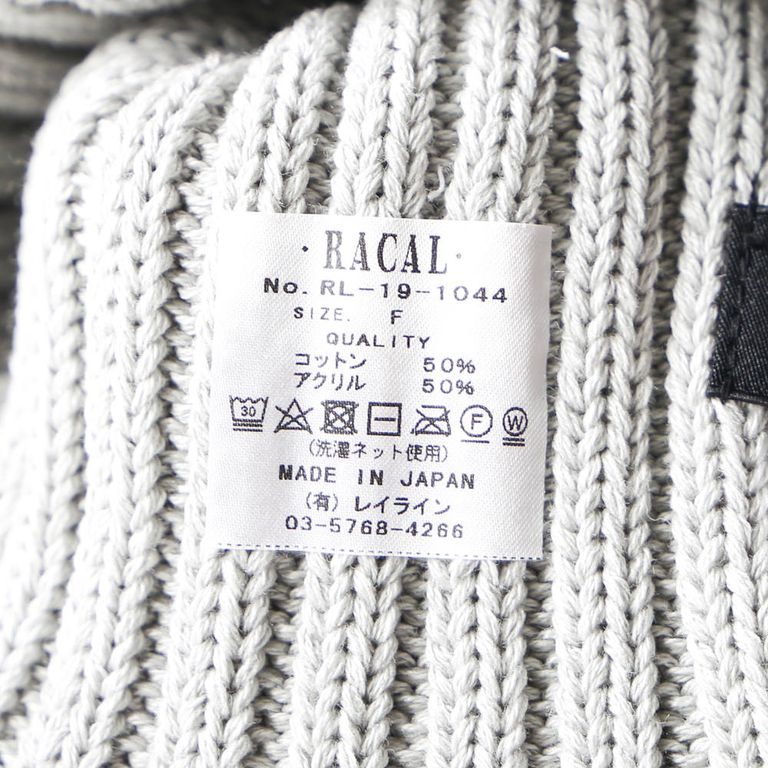 · RACAL ·
No. RL-19-1044
SIZE. F
QUALITY
コットン 50%
アクリル 50%
30 F W
(洗濯ネット使用)
MADE IN JAPAN
(有) レイライン
03-5768-4266